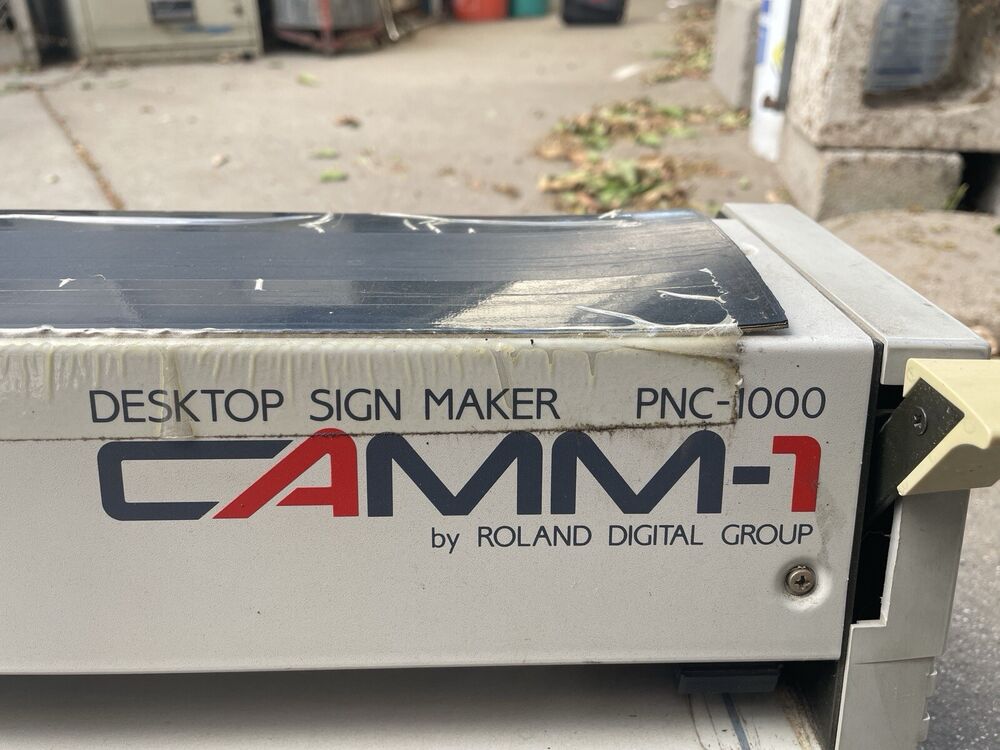 DESKTOP SIGN MAKER PNC-1000
CAMM-1
by ROLAND DIGITAL GROUP